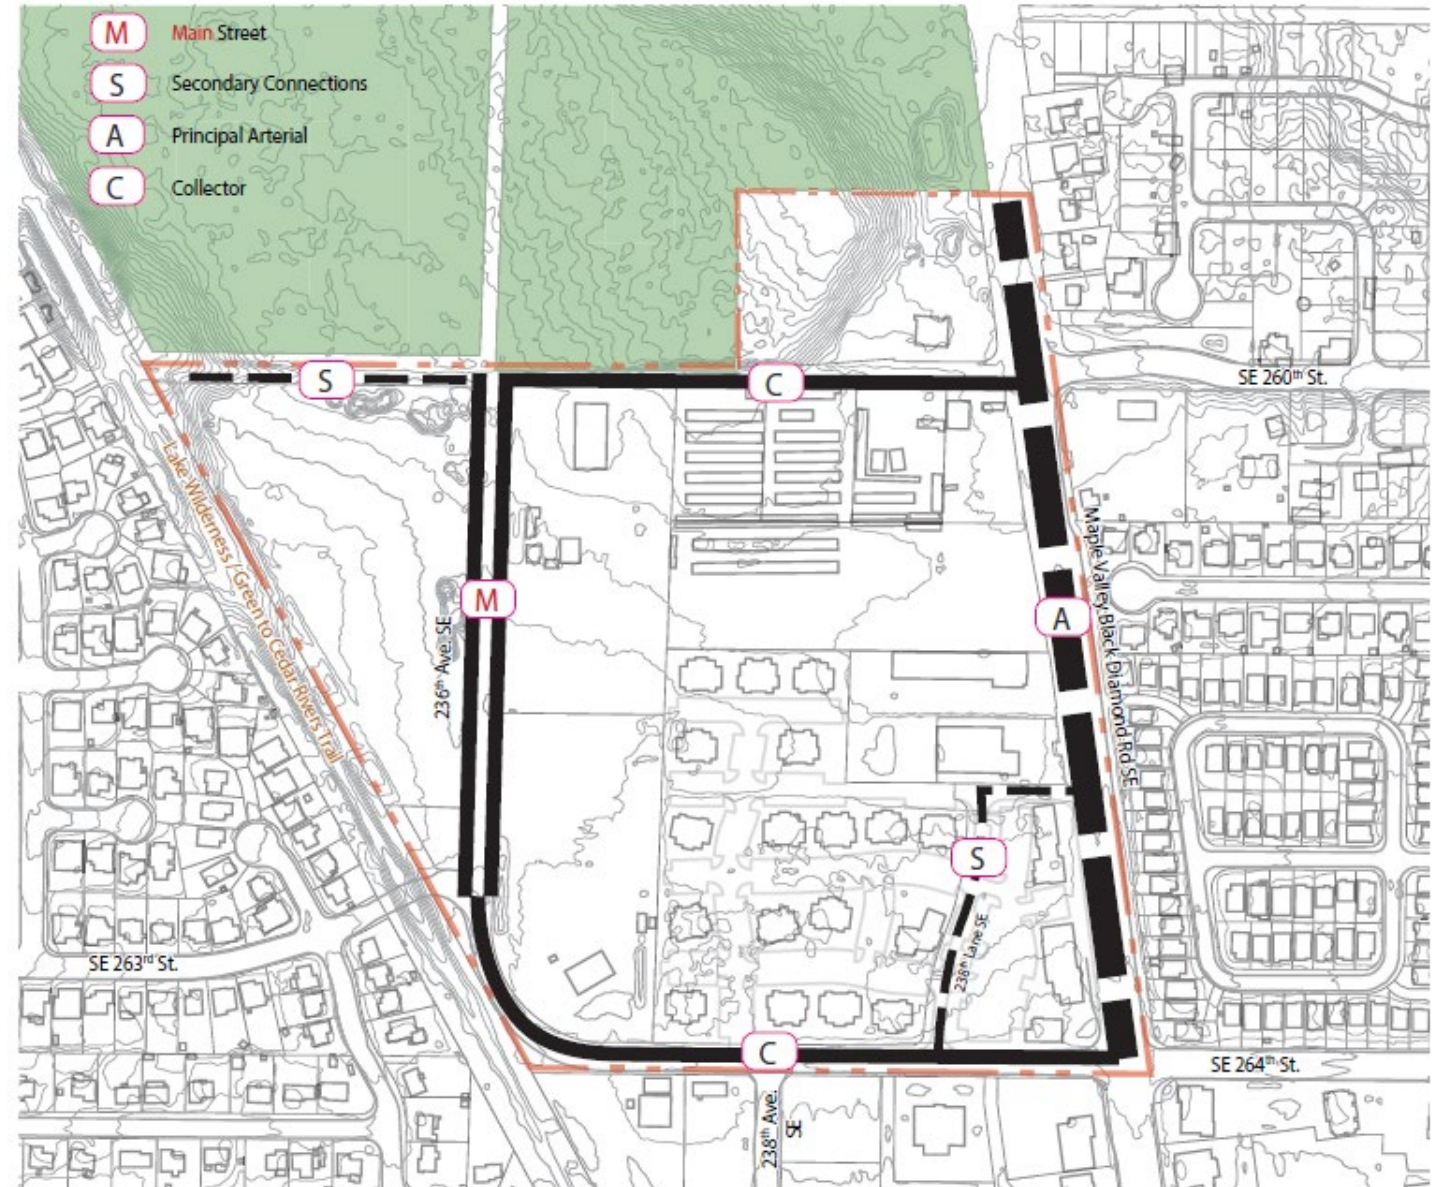 M Main Street
S Secondary Connections
A Principal Arterial
C Collector
SE 260th St.
S
C
Lake Wilderness / Green to Cedar Rivers Trail
M
236th Ave. SE
A
Maple Valley Black Diamond Rd SE
S
238th Lane SE
SE 263rd St.
C
SE 264th St.
238th Ave.
SE